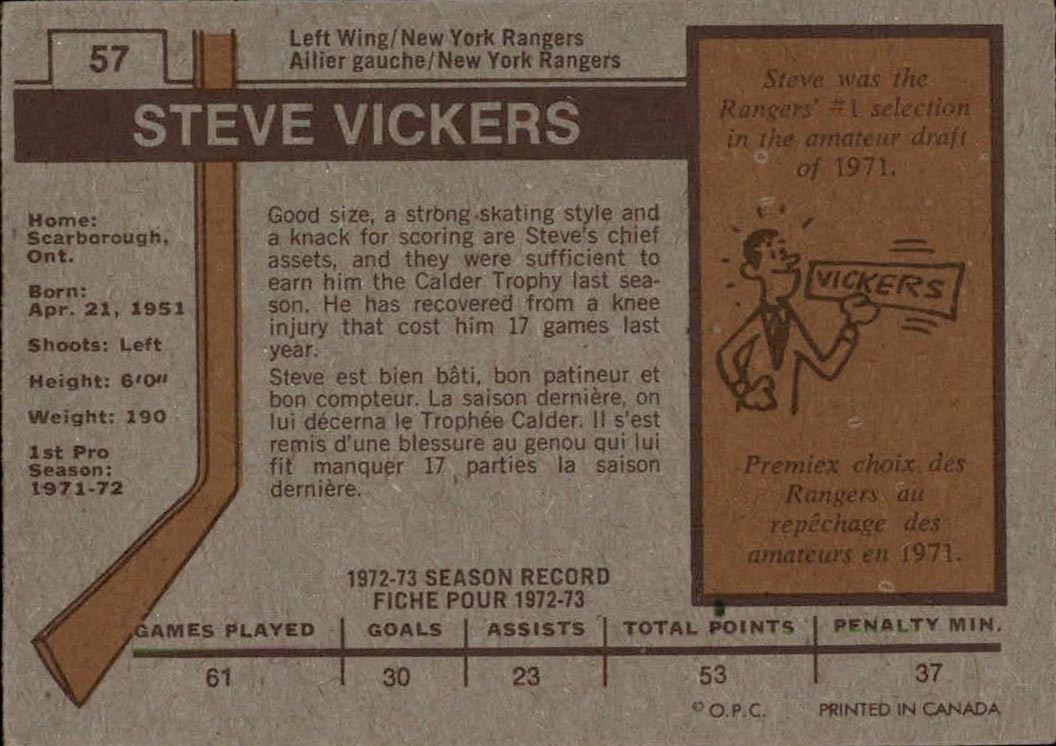 57
Left Wing/New York Rangers
Ailier gauche/New York Rangers
STEVE VICKERS
Home:
Scarborough,
Ont.
Born:
Apr. 21, 1951
Shoots: Left
Height: 6'0"
Weight: 190
1st Pro
Season:
1971-72
Good size, a strong skating style and
a knack for scoring are Steve's chief
assets, and they were sufficient to
earn him the Calder Trophy last sea-
son. He has recovered from a knee
injury that cost him 17 games last
year.
Steve est bien bâti, bon patineur et
bon compteur. La saison dernière, on
lui décerna le Trophée Calder. Il s'est
remis d'une blessure au genou qui lui
fit manquer 17 parties la saison
dernière.
Steve was the
Rangers' #1 selection
in the amateur draft
of 1971.
VICKERS
Premiex choix des
Rangers au
repêchage des
amateurs en 1971.
1972-73 SEASON RECORD
FICHE POUR 1972-73
GAMES PLAYED GOALS ASSISTS TOTAL POINTS PENALTY MIN.
61 30 23 53 37
© O.P.C. PRINTED IN CANADA